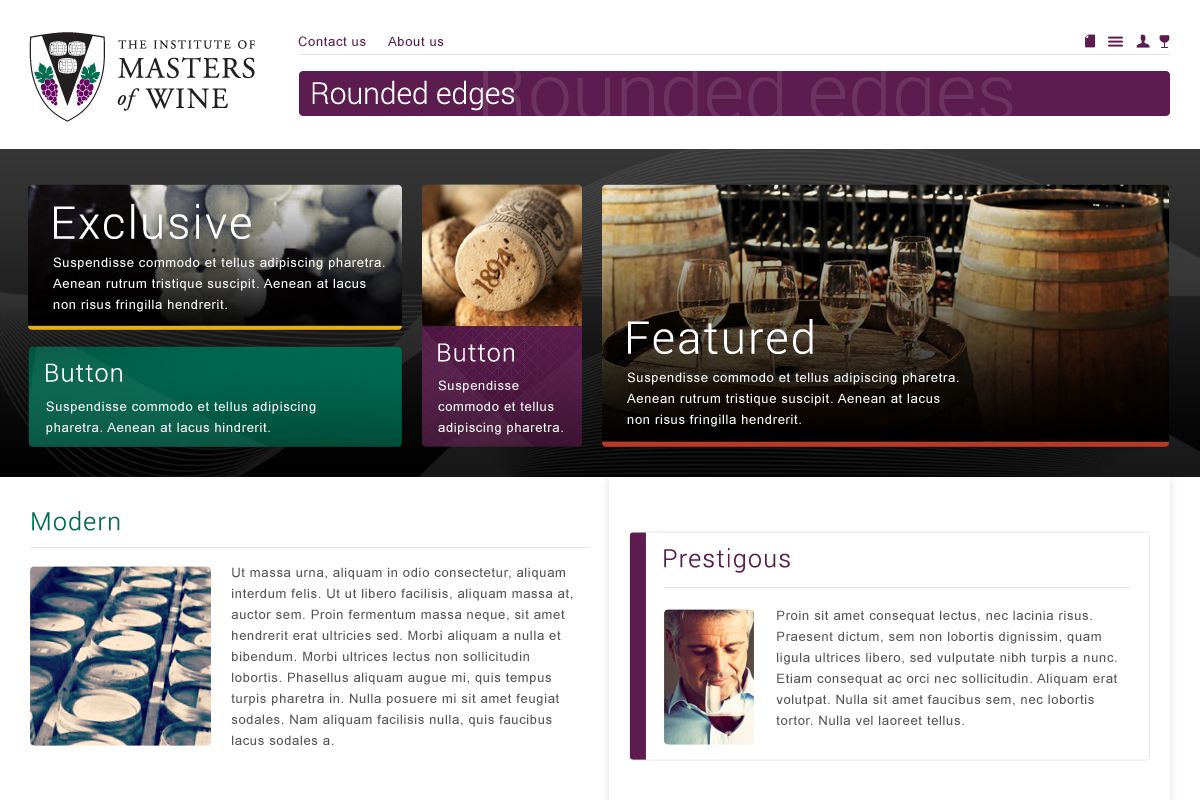 THE INSTITUTE OF
MASTERS
of WINE
Contact us
About us
Rounded edges
Rounded edges
Exclusive
Suspendisse commodo et tellus adipiscing pharetra.
Aenean rutrum tristique suscipit. Aenean at lacus
non risus fringilla hendrerit.
Button
Suspendisse commodo et tellus adipiscing
pharetra. Aenean at lacus hindrerit.
1894
Button
Suspendisse
commodo et tellus
adipiscing pharetra.
Featured
Suspendisse commodo et tellus adipiscing pharetra.
Aenean rutrum tristique suscipit. Aenean at lacus
non risus fringilla hendrerit.
Modern
Ut massa urna, aliquam in odio consectetur, aliquam
interdum felis. Ut ut libero facilisis, aliquam massa at,
auctor sem. Proin fermentum massa neque, sit amet
hendrerit erat ultricies sed. Morbi aliquam a nulla et
bibendum. Morbi ultrices lectus non sollicitudin
lobortis. Phasellus aliquam augue mi, quis tempus
turpis pharetra in. Nulla posuere mi sit amet feugiat
sodales. Nam aliquam facilisis nulla, quis faucibus
lacus sodales a.
Prestigous
Proin sit amet consequat lectus, nec lacinia risus.
Praesent dictum, sem non lobortis dignissim, quam
ligula ultrices libero, sed vulputate nibh turpis a nunc.
Etiam consequat ac orci nec sollicitudin. Aliquam erat
volutpat. Nulla sit amet faucibus sem, nec lobortis
tortor. Nulla vel laoreet tellus.